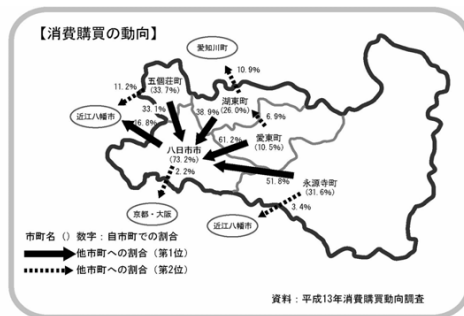 【消費購買の動向】
愛知川町
10.9%
五個荘町
(33.7%)
11.2%
湖東町
(26.0%)
33.1%
38.9%
6.9%
近江八幡市
愛東町
(10.5%)
16.8%
61.2%
八日市市
(73.2%)
2.2%
51.8%
永源寺町
(31.6%)
3.4%
京都・大阪
近江八幡市
市町名()数字:自市町での割合
他市町への割合(第1位)
他市町への割合(第2位)
資料:平成13年消費購買動向調査